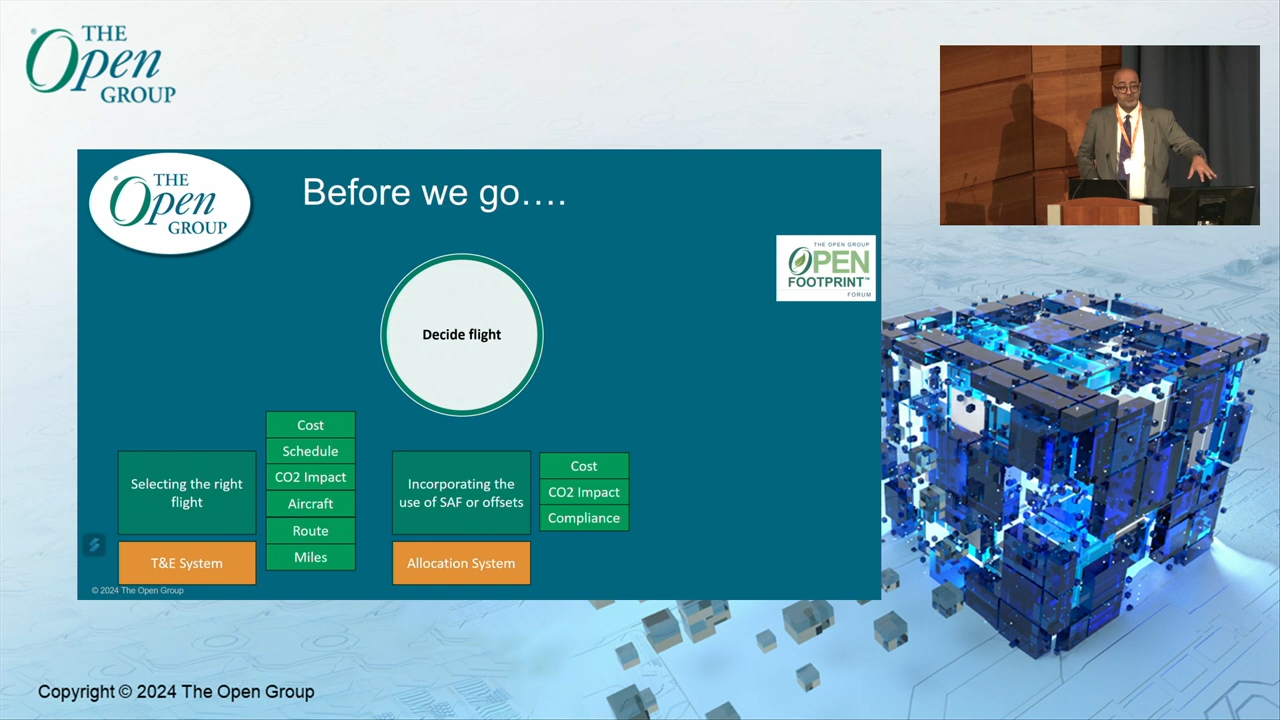 THE
Open
GROUP
THE
Open
GROUP
Before we go….
THE OPEN GROUP
OPEN
FOOTPRINT™
FORUM
Decide flight
Selecting the right
flight
T&E System
Cost
Schedule
CO2 Impact
Aircraft
Route
Miles
Incorporating the
use of SAF or offsets
Allocation System
Cost
CO2 Impact
Compliance
© 2024 The Open Group
Copyright © 2024 The Open Group